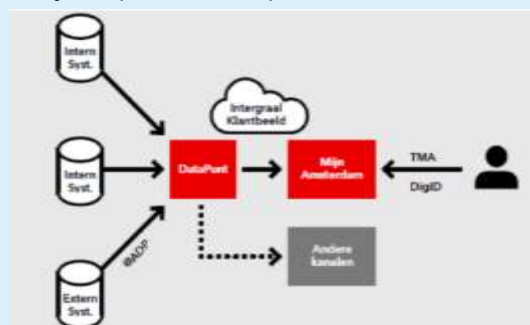 Intern
Syst.
Intergraal
Klantbeeld
Intern
Syst.
DataPunt
Mijn
Amsterdam
TMA
DigiD
Andere
kanalen
Extern
Syst.